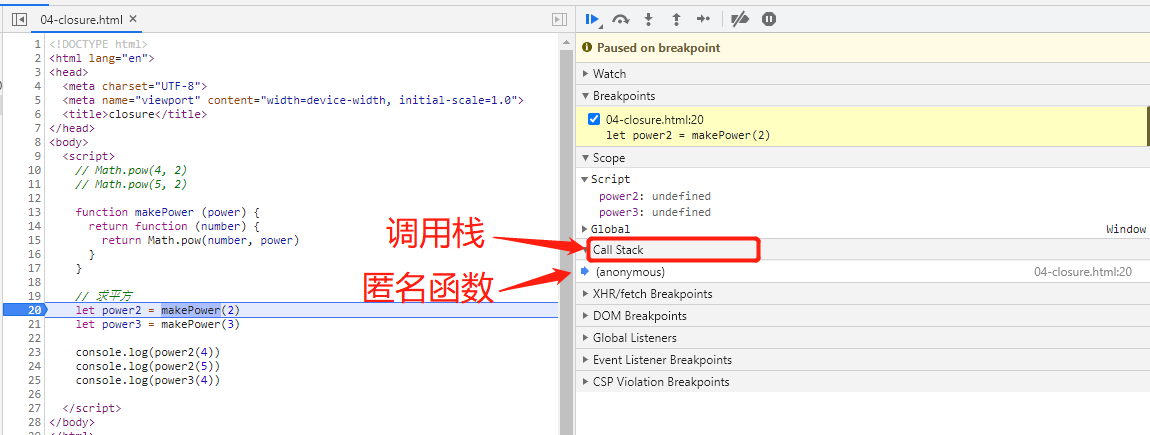 04-closure.html ×
1 <!DOCTYPE html>
2 <html lang="en">
3 <head>
4 <meta charset="UTF-8">
5 <meta name="viewport" content="width=device-width, initial-scale=1.0">
6 <title>closure</title>
7 </head>
8 <body>
9 <script>
10 // Math.pow(4, 2)
11 // Math.pow(5, 2)
12
13 function makePower (power) {
14 return function (number) {
15 return Math.pow(number, power)
16 }
17 }
18
19 // 求平方
20 let power2 = makePower(2)
21 let power3 = makePower(3)
22
23 console.log(power2(4))
24 console.log(power2(5))
25 console.log(power3(4))
26
27 </script>
28 </body>
29 </html>
调用栈
匿名函数
Paused on breakpoint
Watch
Breakpoints
04-closure.html:20
let power2 = makePower(2)
Scope
Script
power2: undefined
power3: undefined
Global Window
Call Stack
(anonymous) 04-closure.html:20
XHR/fetch Breakpoints
DOM Breakpoints
Global Listeners
Event Listener Breakpoints
CSP Violation Breakpoints